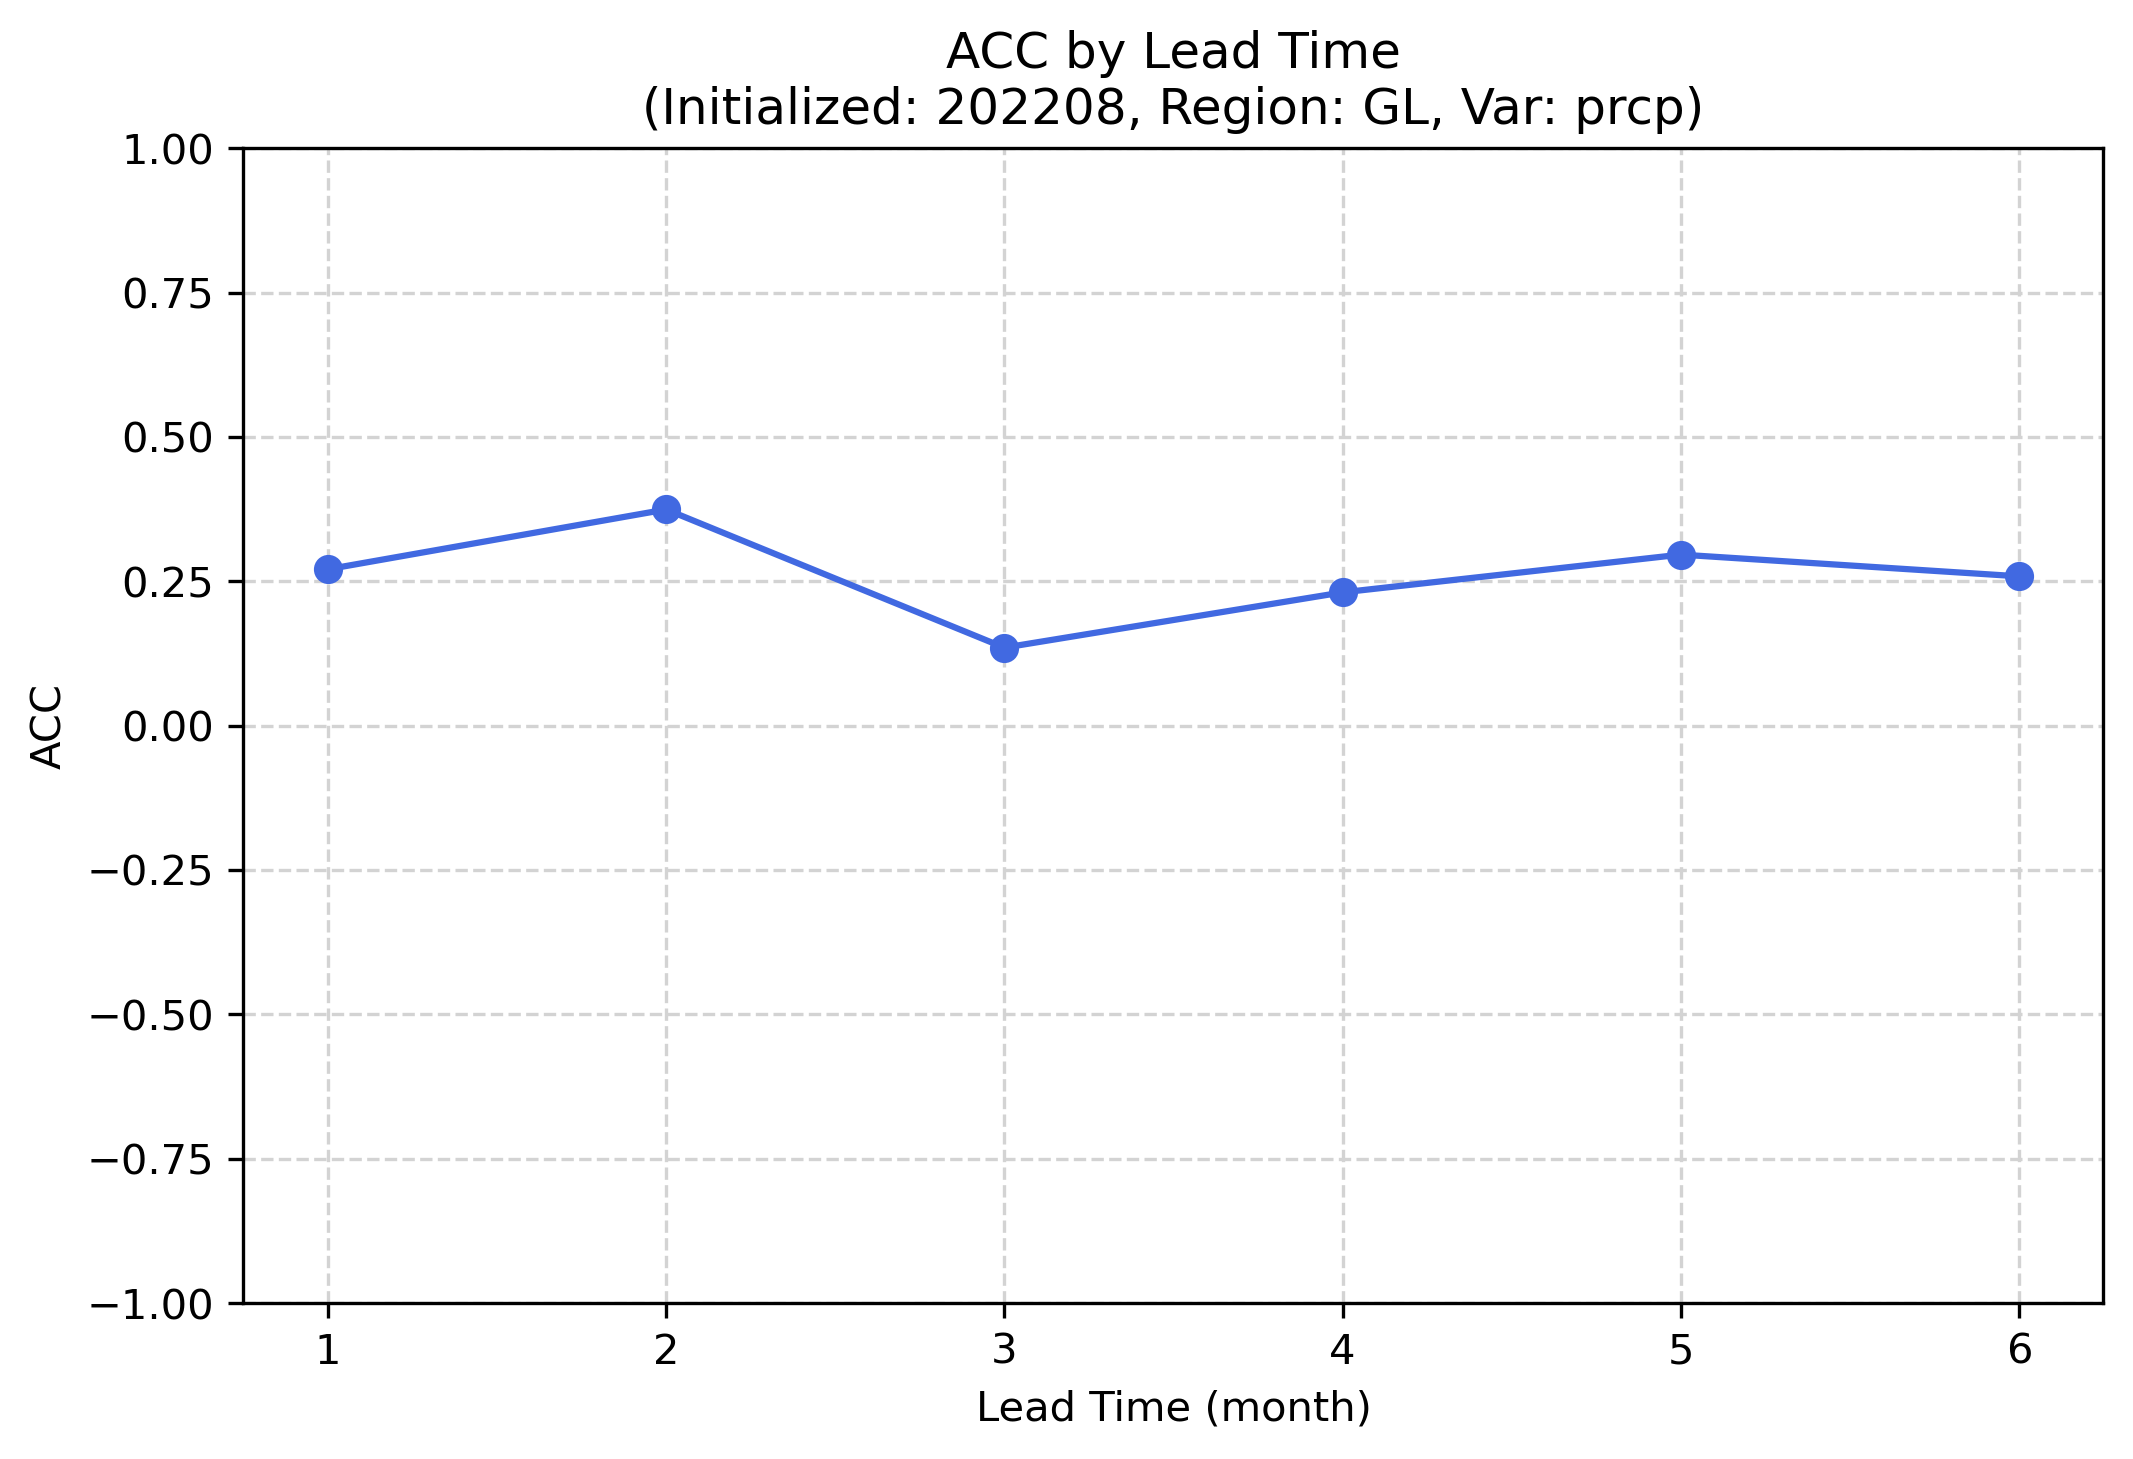 ACC by Lead Time
(Initialized: 202208, Region: GL, Var: prcp)
1.00
0.75
0.50
0.25
0.00
−0.25
−0.50
−0.75
−1.00
ACC
1 2 3 4 5 6
Lead Time (month)